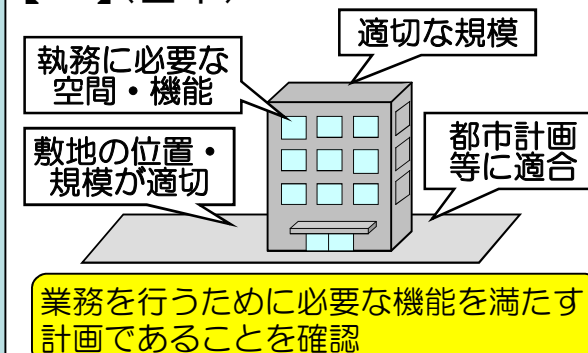 適切な規模
執務に必要な
空間・機能
敷地の位置・
規模が適切
都市計画
等に適合
業務を行うために必要な機能を満たす
計画であることを確認